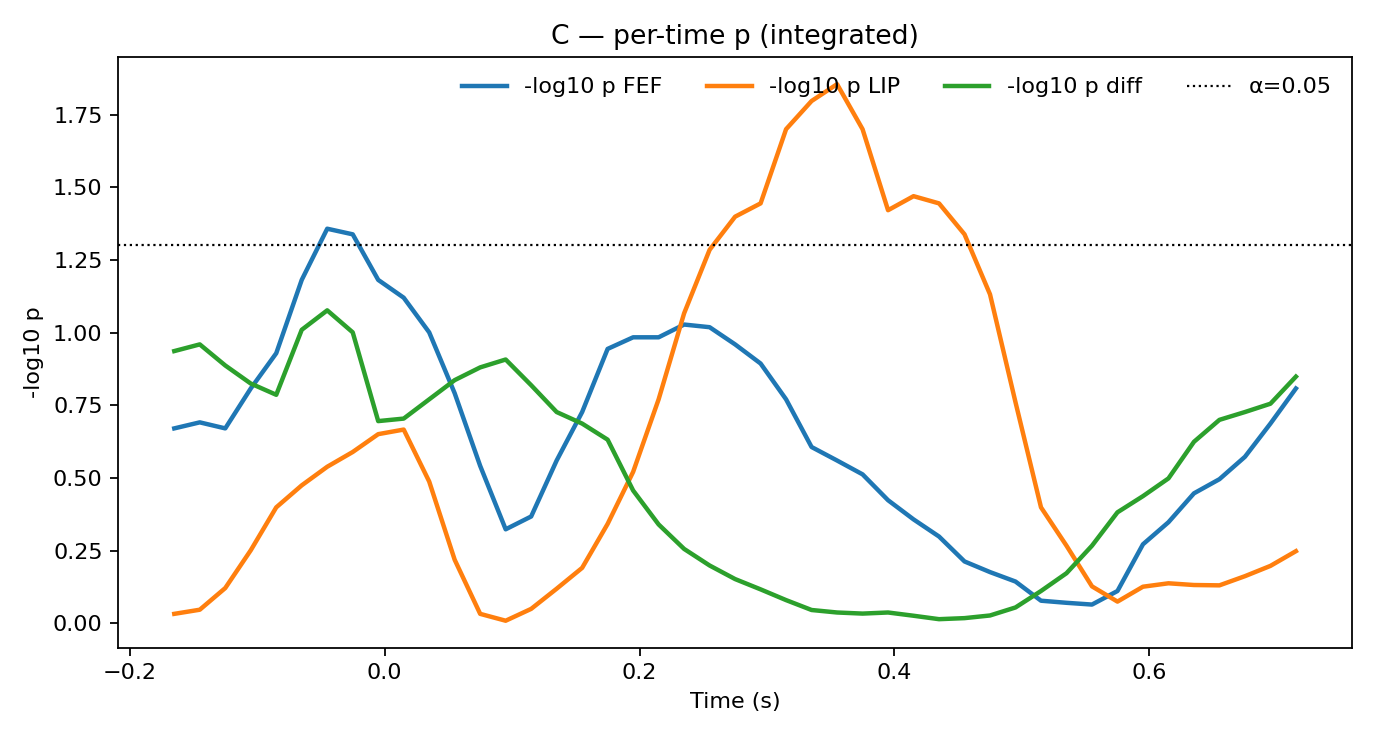 C — per-time p (integrated)
-log10 p FEF
-log10 p LIP
-log10 p diff
α=0.05
-log10 p
1.75
1.50
1.25
1.00
0.75
0.50
0.25
0.00
−0.2
0.0
0.2
0.4
0.6
Time (s)